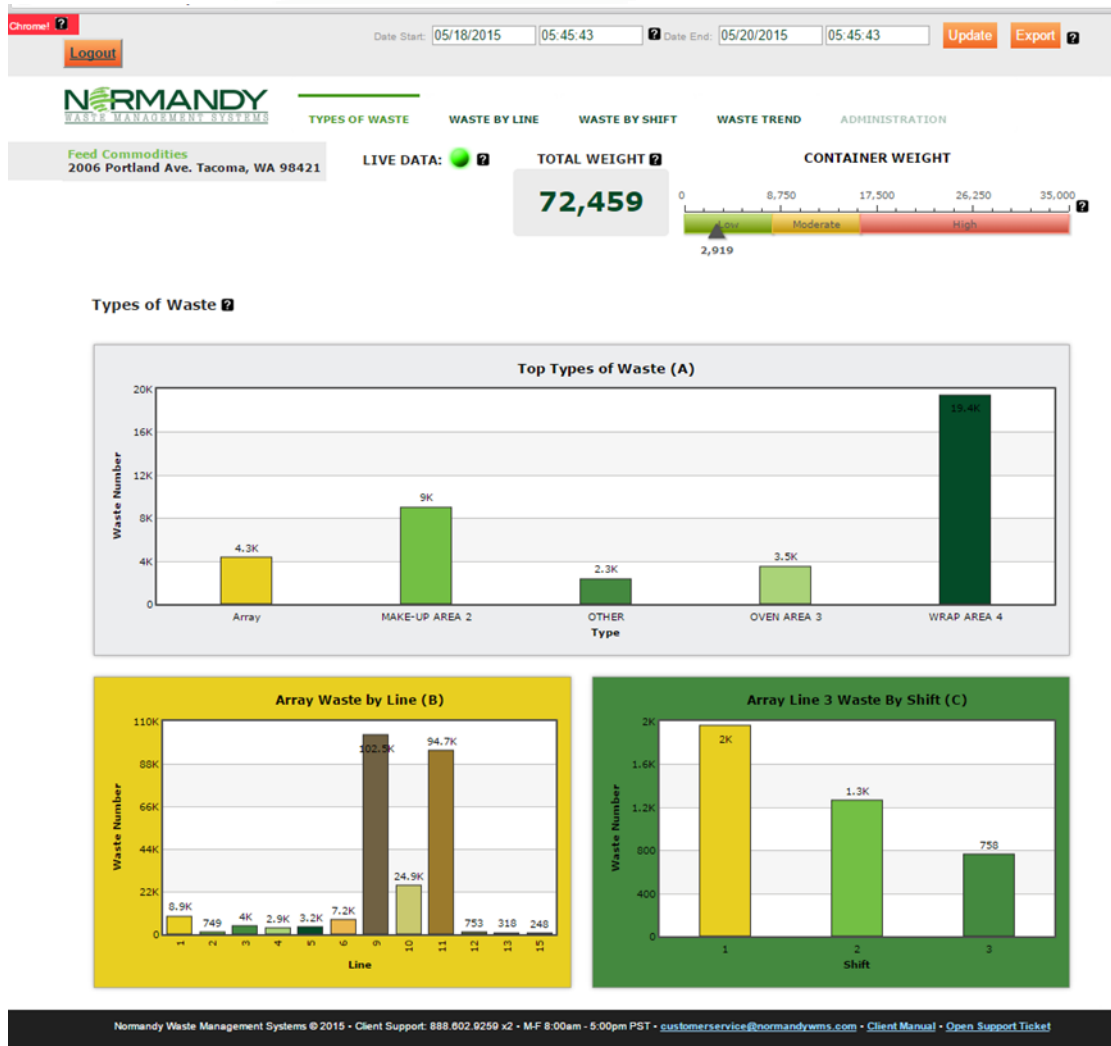 Chrome! ?
Logout
Date Start: 05/18/2015 05:45:43 ? Date End: 05/20/2015 05:45:43 Update Export ?
NORMANDY
WASTE MANAGEMENT SYSTEMS
TYPES OF WASTE WASTE BY LINE WASTE BY SHIFT WASTE TREND ADMINISTRATION
Feed Commodities
2006 Portland Ave. Tacoma, WA 98421
LIVE DATA: ?
TOTAL WEIGHT ?
72,459
CONTAINER WEIGHT
0 8,750 17,500 26,250 35,000 ?
Low Moderate High
2,919
Types of Waste ?
Top Types of Waste (A)
Waste Number
20K
16K
12K
8K
4K
0
4.3K
9K
2.3K
3.5K
19.4K
Array MAKE-UP AREA 2 OTHER OVEN AREA 3 WRAP AREA 4
Type
Array Waste by Line (B)
Waste Number
110K
88K
66K
44K
22K
0
8.9K 749 4K 2.9K 3.2K 7.2K 102.5K 24.9K 94.7K 753 318 248
1 2 3 4 5 6 9 10 11 12 13 15
Line
Array Line 3 Waste By Shift (C)
Waste Number
2K
1.6K
1.2K
800
400
0
2K 1.3K 758
1 2 3
Shift
Normandy Waste Management Systems © 2015 • Client Support: 888.602.9259 x2 • M-F 8:00am - 5:00pm PST • customerservice@normandywms.com • Client Manual • Open Support Ticket